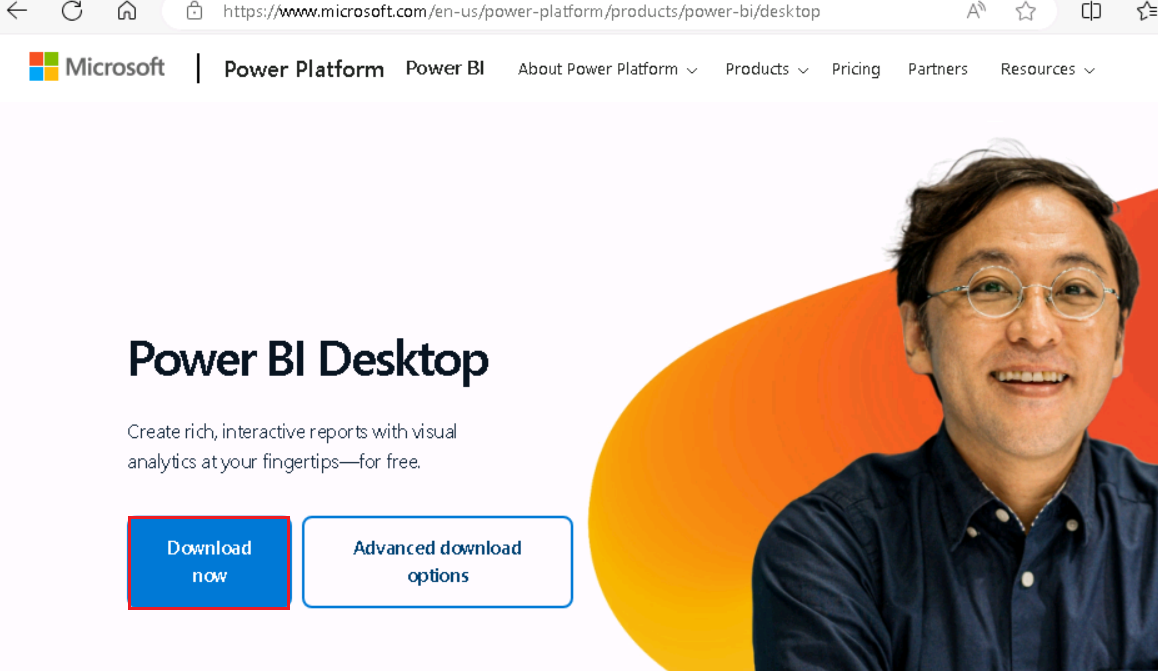 https://www.microsoft.com/en-us/power-platform/products/power-bi/desktop
Microsoft Power Platform Power BI About Power Platform Products Pricing Partners Resources
Power BI Desktop
Create rich, interactive reports with visual
analytics at your fingertips—for free.
Download
now
Advanced download
options